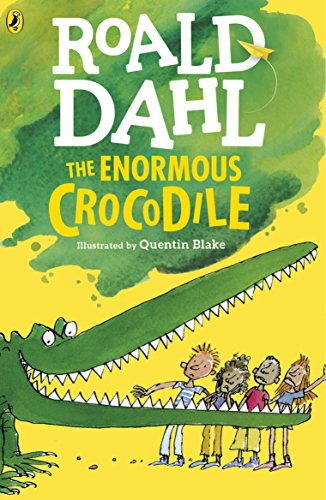 ROALD
DAHL
THE ENORMOUS
CROCODILE
Illustrated by Quentin Blake